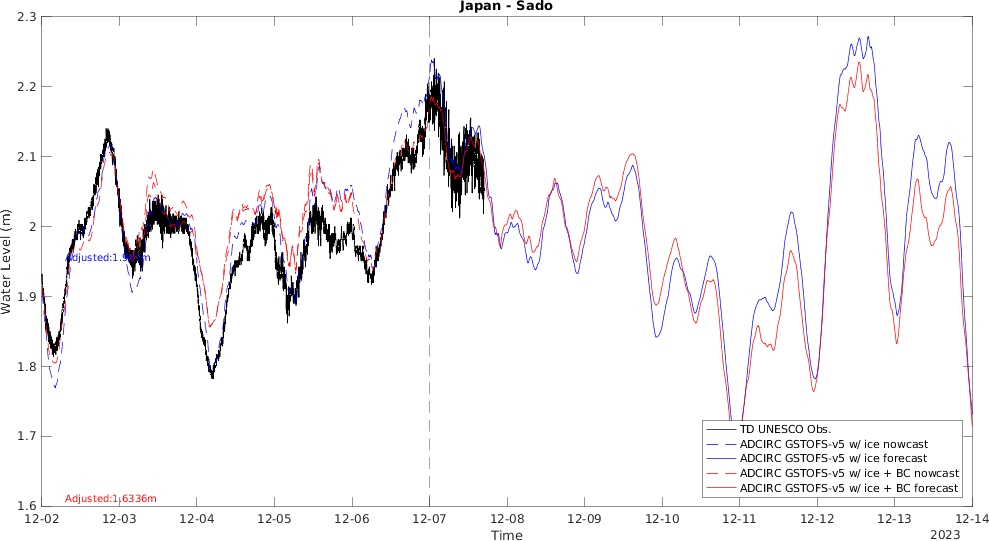 Japan - Sado
2.3
2.2
2.1
2
1.9
1.8
1.7
1.6
Water Level (m)
Adjusted:1.6336m
TD UNESCO Obs.
ADCIRC GSTOFS-v5 w/ ice nowcast
ADCIRC GSTOFS-v5 w/ ice forecast
ADCIRC GSTOFS-v5 w/ ice + BC nowcast
ADCIRC GSTOFS-v5 w/ ice + BC forecast
12-02 12-03 12-04 12-05 12-06 12-07 12-08 12-09 12-10 12-11 12-12 12-13 12-14
Time
2023